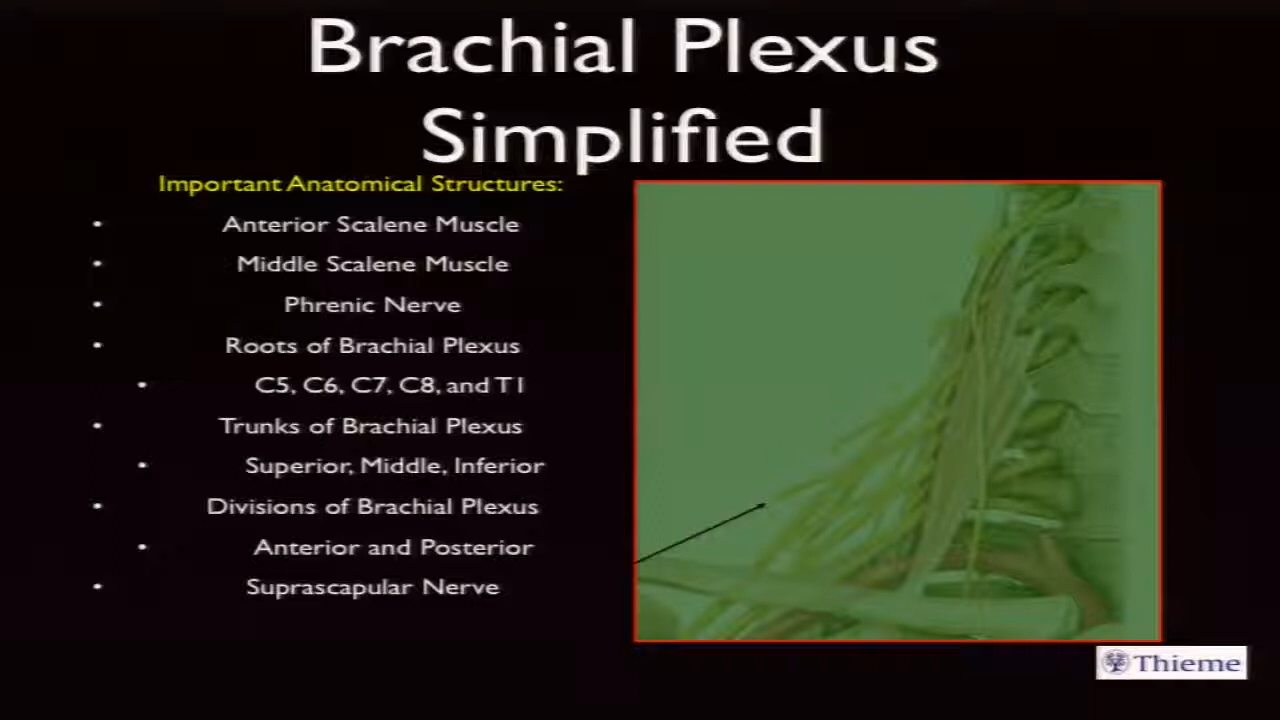 Brachial Plexus
Simplified
Important Anatomical Structures:
• Anterior Scalene Muscle
• Middle Scalene Muscle
• Phrenic Nerve
• Roots of Brachial Plexus
• C5, C6, C7, C8, and T1
• Trunks of Brachial Plexus
• Superior, Middle, Inferior
• Divisions of Brachial Plexus
• Anterior and Posterior
• Suprascapular Nerve
Thieme